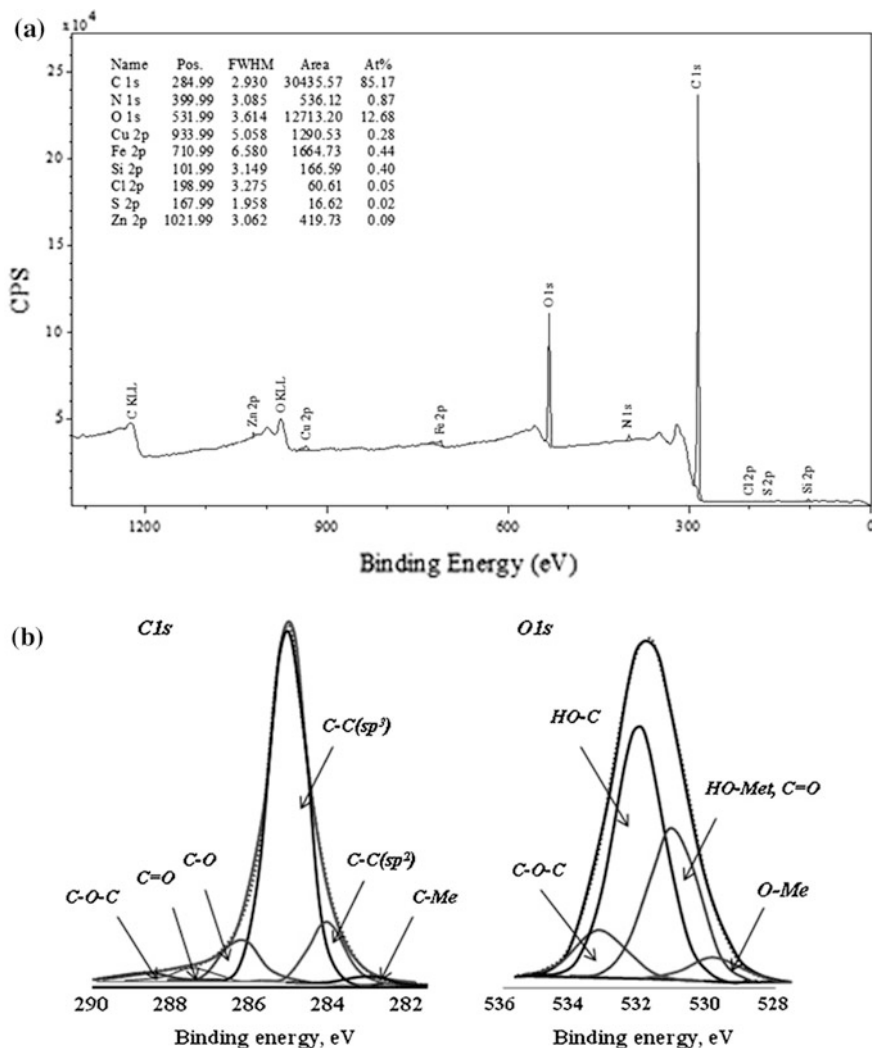 (a)
x10⁴
Name Pos. FWHM Area At%
C 1s 284.99 2.930 30435.57 85.17
N 1s 399.99 3.085 536.12 0.87
O 1s 531.99 3.614 12713.20 12.68
Cu 2p 933.99 5.058 1290.53 0.28
Fe 2p 710.99 6.580 1664.73 0.44
Si 2p 101.99 3.149 166.59 0.40
Cl 2p 198.99 3.275 60.61 0.05
S 2p 167.99 1.958 16.62 0.02
Zn 2p 1021.99 3.062 419.73 0.09
25
20
15
10
5
CPS
C KLL
Zn 2p
O KLL
Cu 2p
Fe 2p
O 1s
N 1s
C 1s
Cl 2p
S 2p
Si 2p
1200 900 600 300 0
Binding Energy (eV)
(b)
C1s
C-C(sp³)
C-C(sp²)
C-O
C=O
C-O-C
C-Me
290 288 286 284 282
Binding energy, eV
O1s
HO-C
HO-Met, C=O
C-O-C
O-Me
536 534 532 530 528
Binding energy, eV